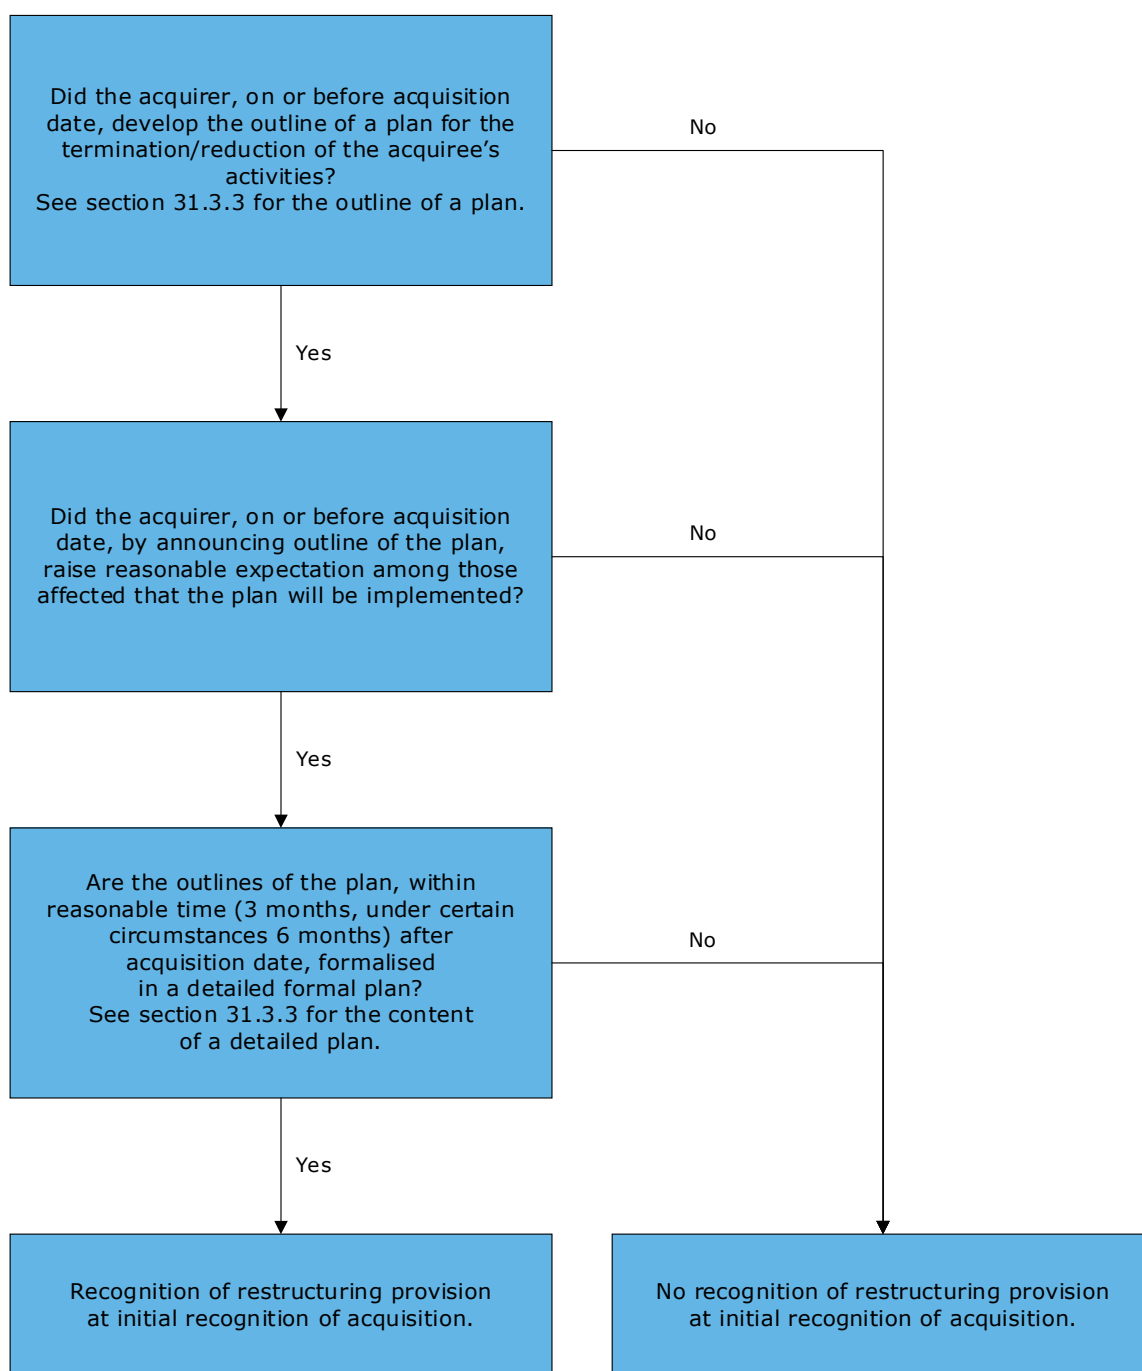 Did the acquirer, on or before acquisition
date, develop the outline of a plan for the
termination/reduction of the acquiree’s
activities?
See section 31.3.3 for the outline of a plan.
No
Yes
Did the acquirer, on or before acquisition
date, by announcing outline of the plan,
raise reasonable expectation among those
affected that the plan will be implemented?
No
Yes
Are the outlines of the plan, within
reasonable time (3 months, under certain
circumstances 6 months) after
acquisition date, formalised
in a detailed formal plan?
See section 31.3.3 for the content
of a detailed plan.
No
Yes
Recognition of restructuring provision
at initial recognition of acquisition.
No recognition of restructuring provision
at initial recognition of acquisition.